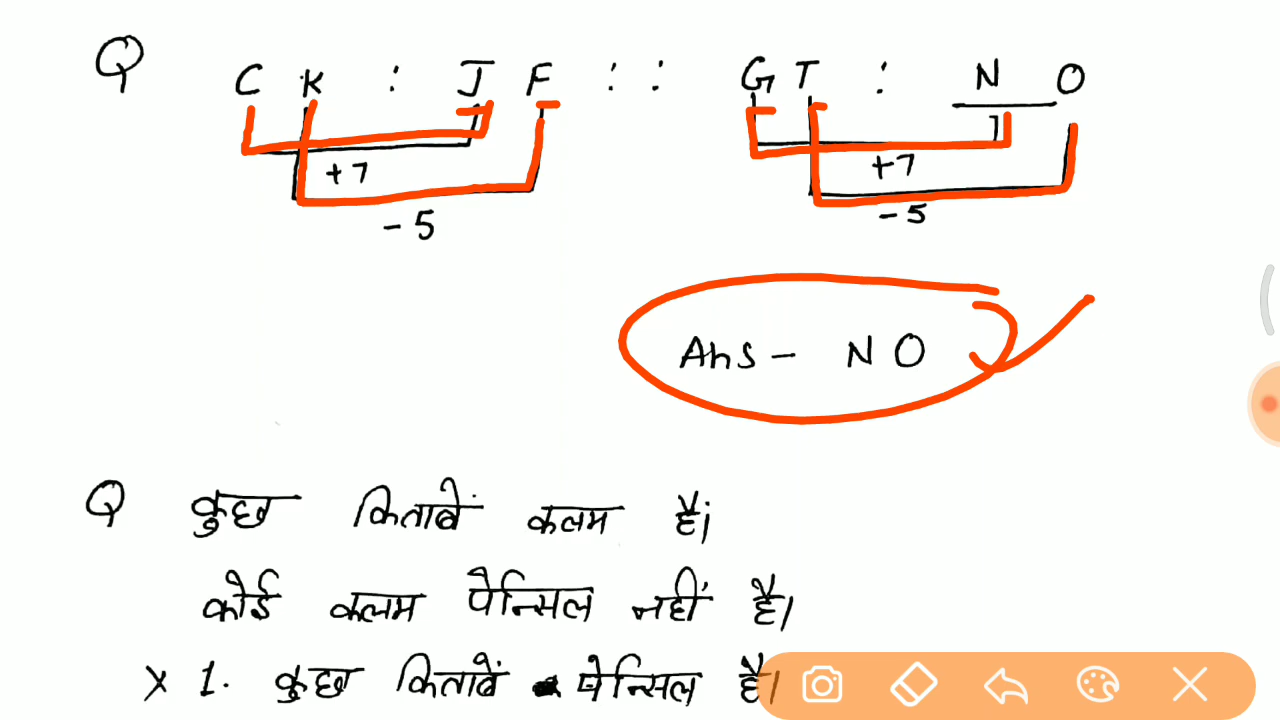 Q C K : J F : : G T : N O
+7 +7
-5 -5
Ans - N O
Q कुछ किताबें कलम हैं।
कोई कलम पेन्सिल नहीं है।
x 1. कुछ किताबें पेन्सिल है।